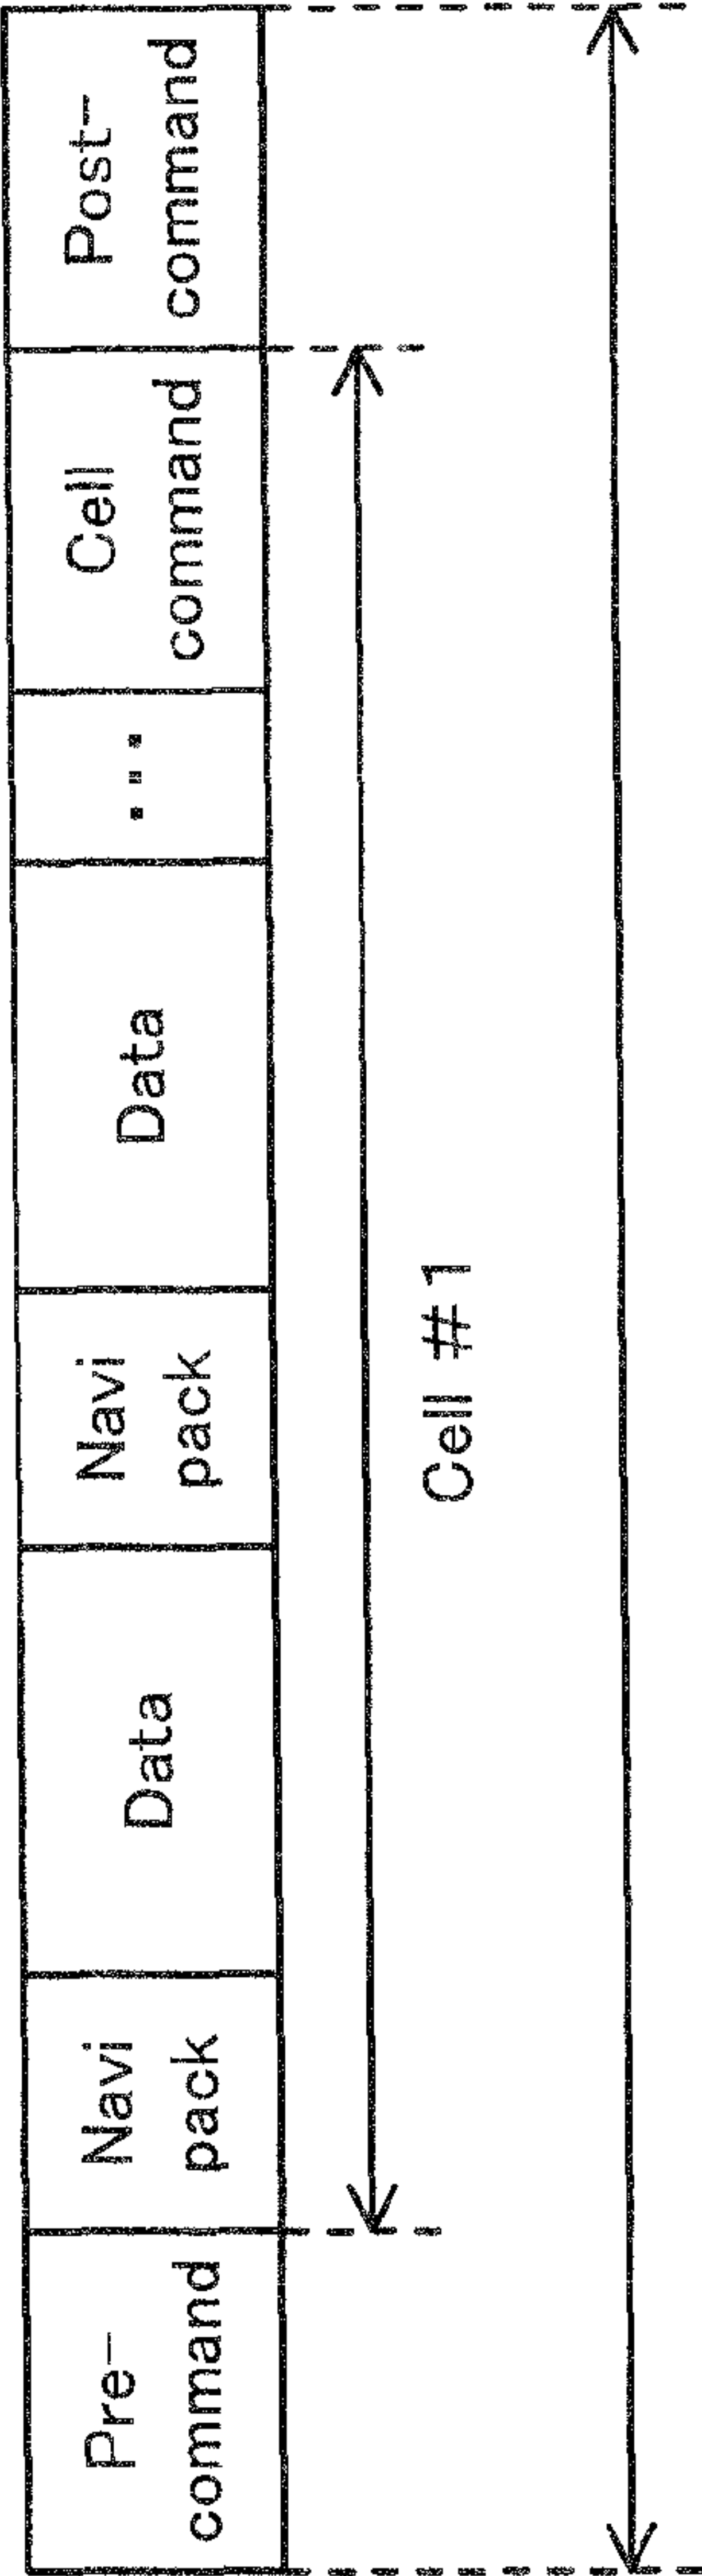 Pre-
command
Navi
pack
Data
Navi
pack
Data
...
Cell
command
Post-
command
Cell #1